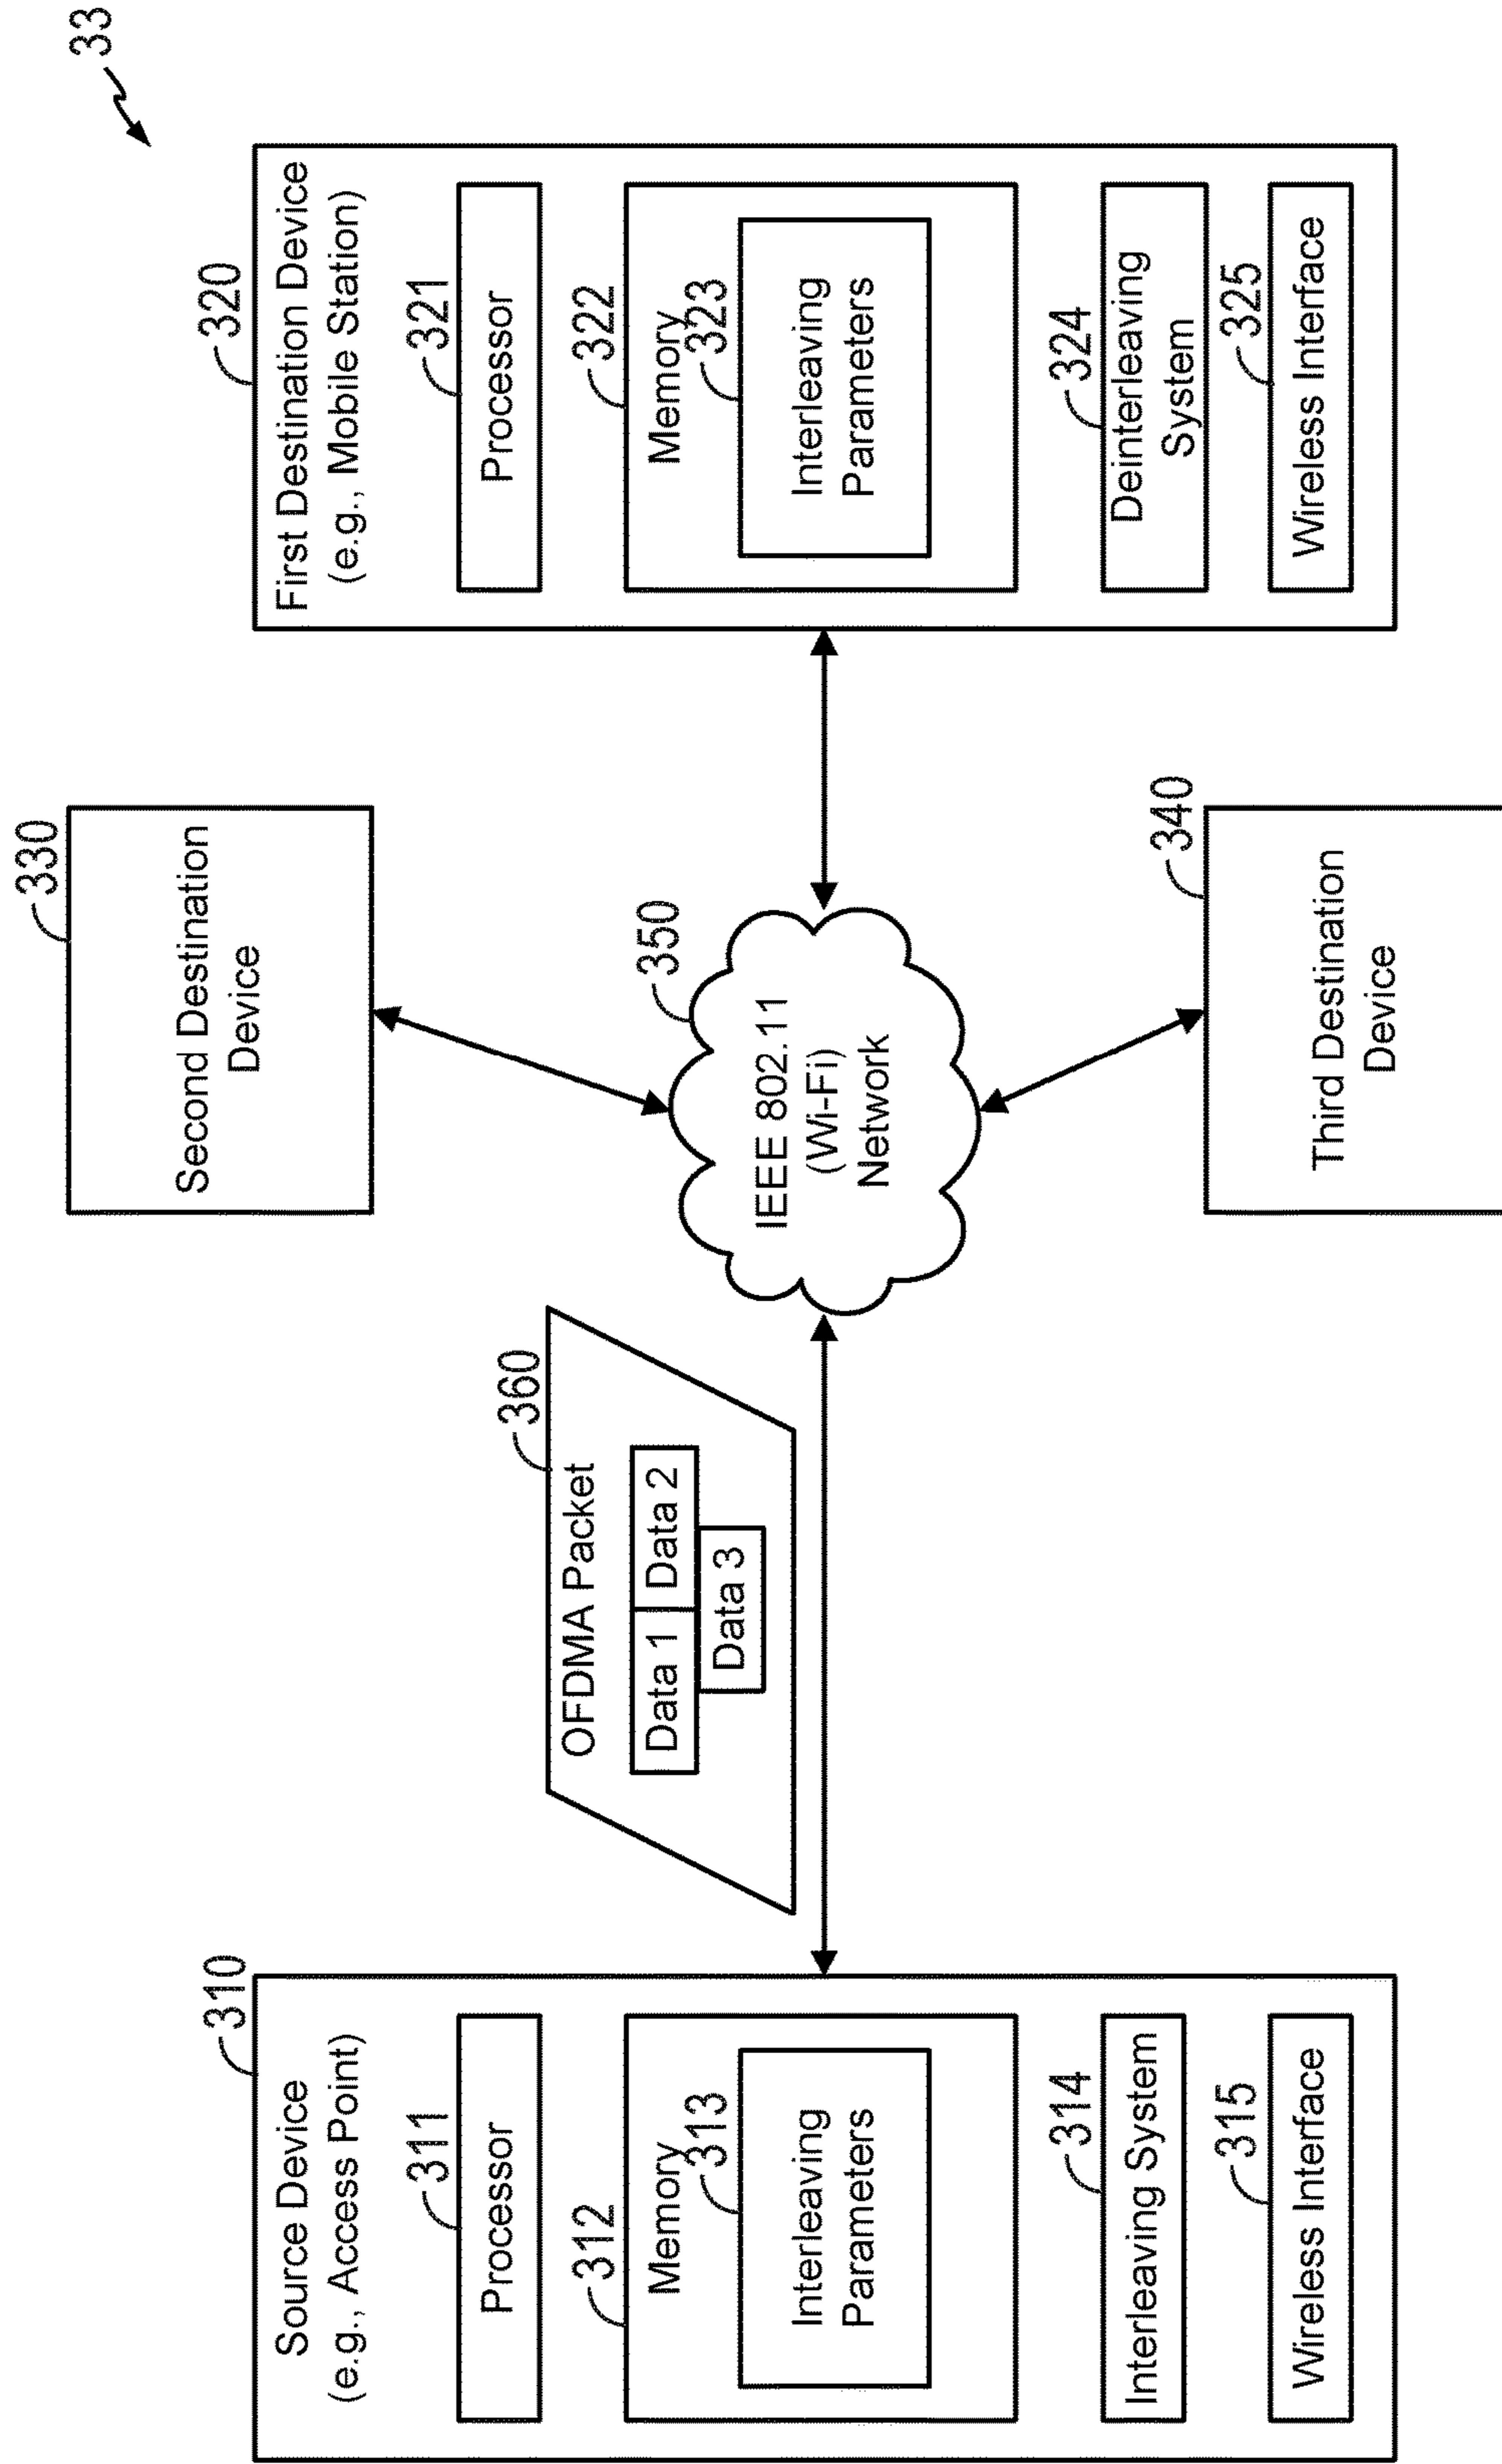 33
310
Source Device
(e.g., Access Point)
311
Processor
312
Memory
313
Interleaving
Parameters
314
Interleaving System
315
Wireless Interface
360
OFDMA Packet
Data 1
Data 2
Data 3
330
Second Destination
Device
350
IEEE 802.11
(Wi-Fi)
Network
340
Third Destination
Device
320
First Destination Device
(e.g., Mobile Station)
321
Processor
322
Memory
323
Interleaving
Parameters
324
Deinterleaving
System
325
Wireless Interface